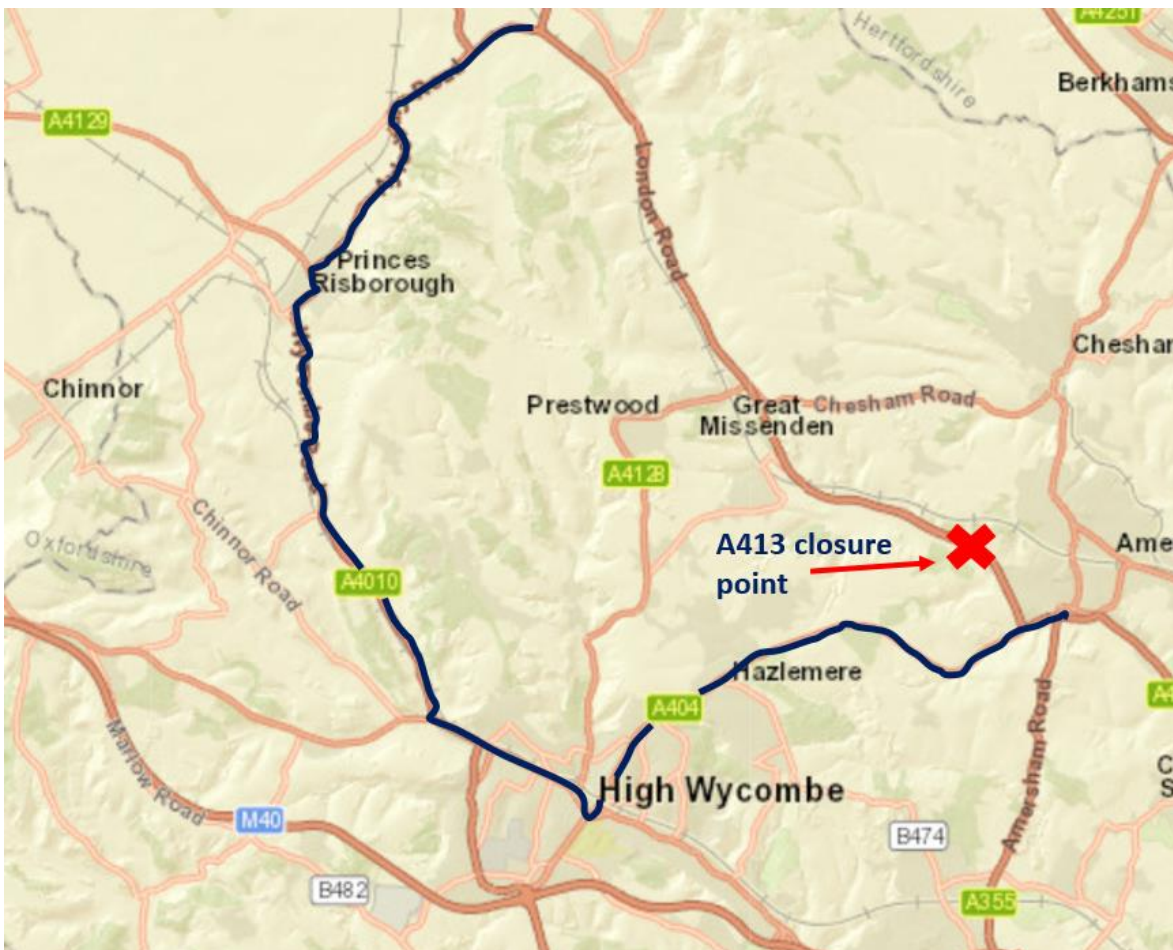 A4251
Hertfordshire
Berkhams
A4129
London Road
Princes
Risborough
Chinnor
Chesham
Prestwood
Great
Missenden
Chesham Road
A4128
Chinnor Road
Oxfordshire
A413 closure
point
Ame
A4010
Hazlemere
A404
Marlow Road
High Wycombe
Amersham Road
M40
B474
B482
A355